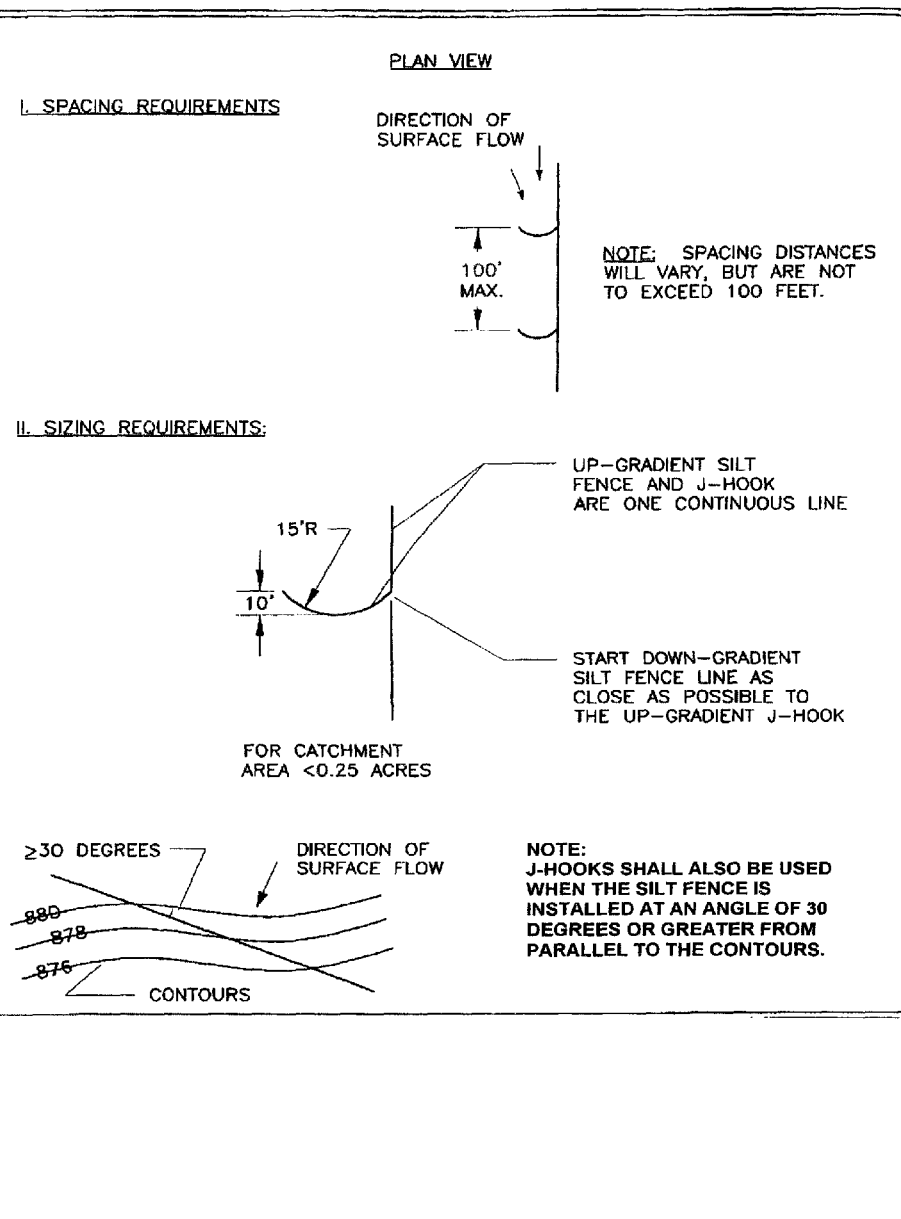 PLAN VIEW
I. SPACING REQUIREMENTS
DIRECTION OF
SURFACE FLOW
100'
MAX.
NOTE: SPACING DISTANCES
WILL VARY, BUT ARE NOT
TO EXCEED 100 FEET.
II. SIZING REQUIREMENTS:
UP-GRADIENT SILT
FENCE AND J-HOOK
ARE ONE CONTINUOUS LINE
15'R
10'
START DOWN-GRADIENT
SILT FENCE LINE AS
CLOSE AS POSSIBLE TO
THE UP-GRADIENT J-HOOK
FOR CATCHMENT
AREA <0.25 ACRES
≥30 DEGREES
DIRECTION OF
SURFACE FLOW
880
878
876
CONTOURS
NOTE:
J-HOOKS SHALL ALSO BE USED
WHEN THE SILT FENCE IS
INSTALLED AT AN ANGLE OF 30
DEGREES OR GREATER FROM
PARALLEL TO THE CONTOURS.